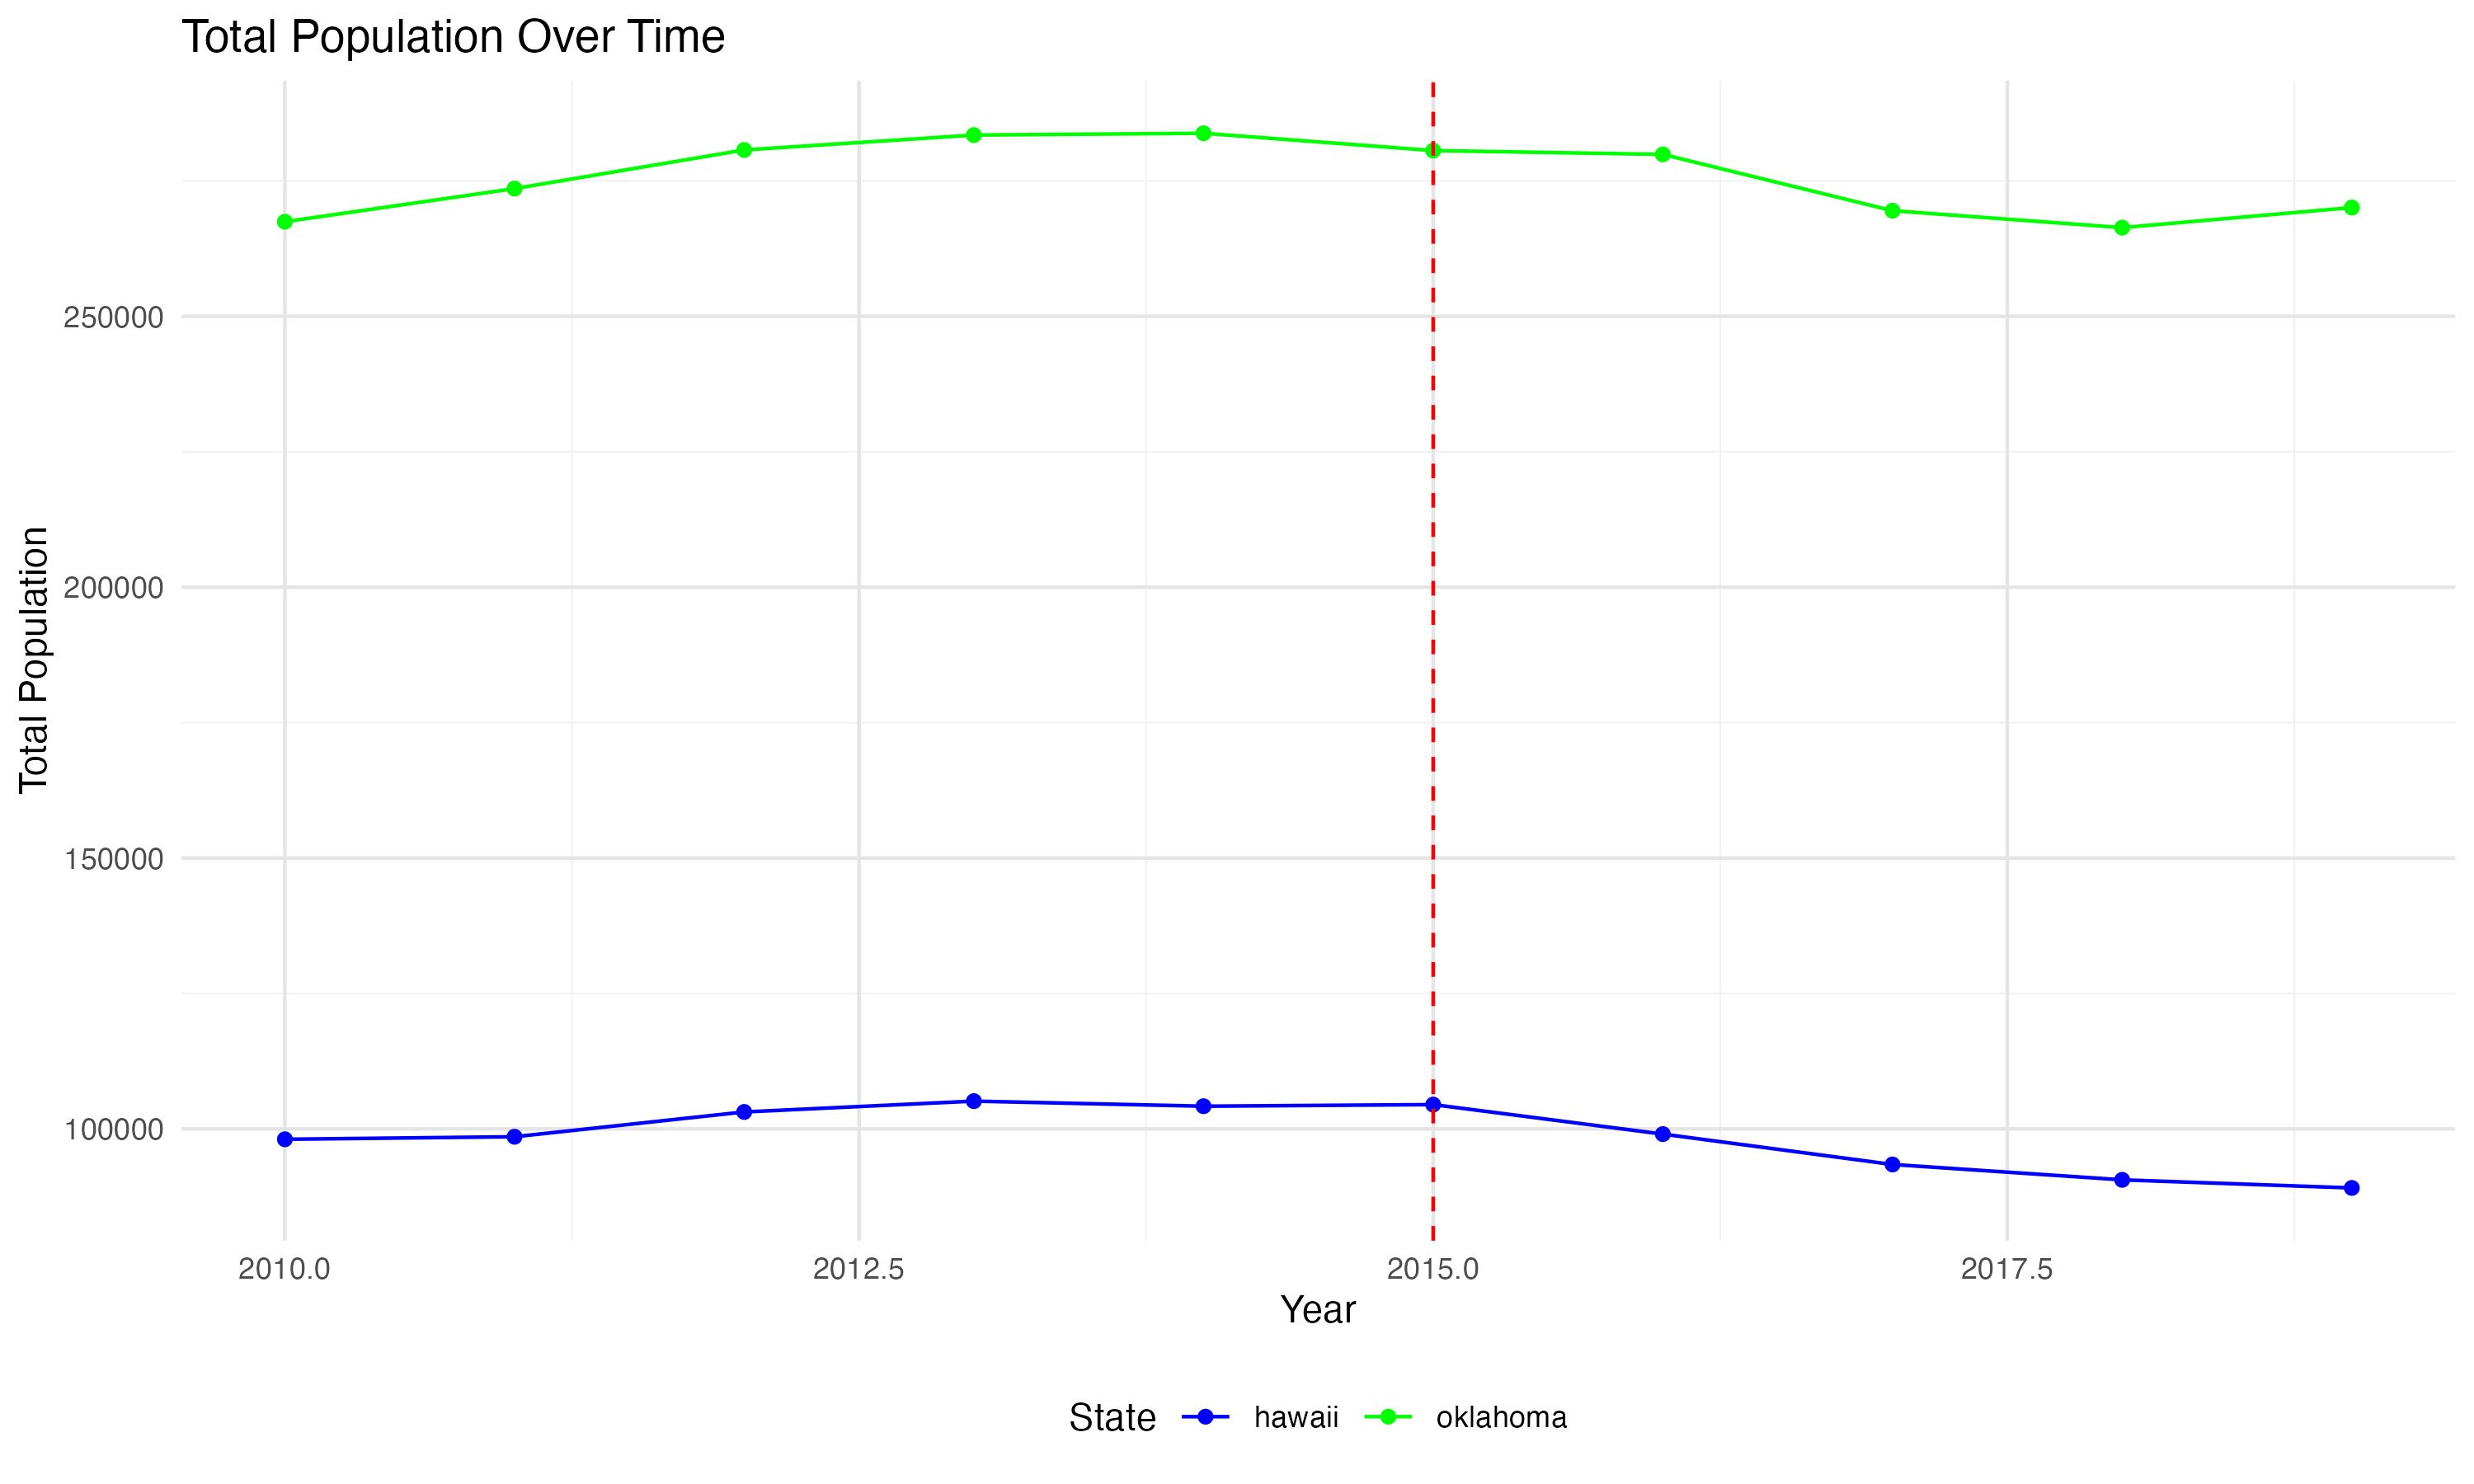 Total Population Over Time
Total Population
250000
200000
150000
100000
2010.0 2012.5 2015.0 2017.5
Year
State hawaii oklahoma